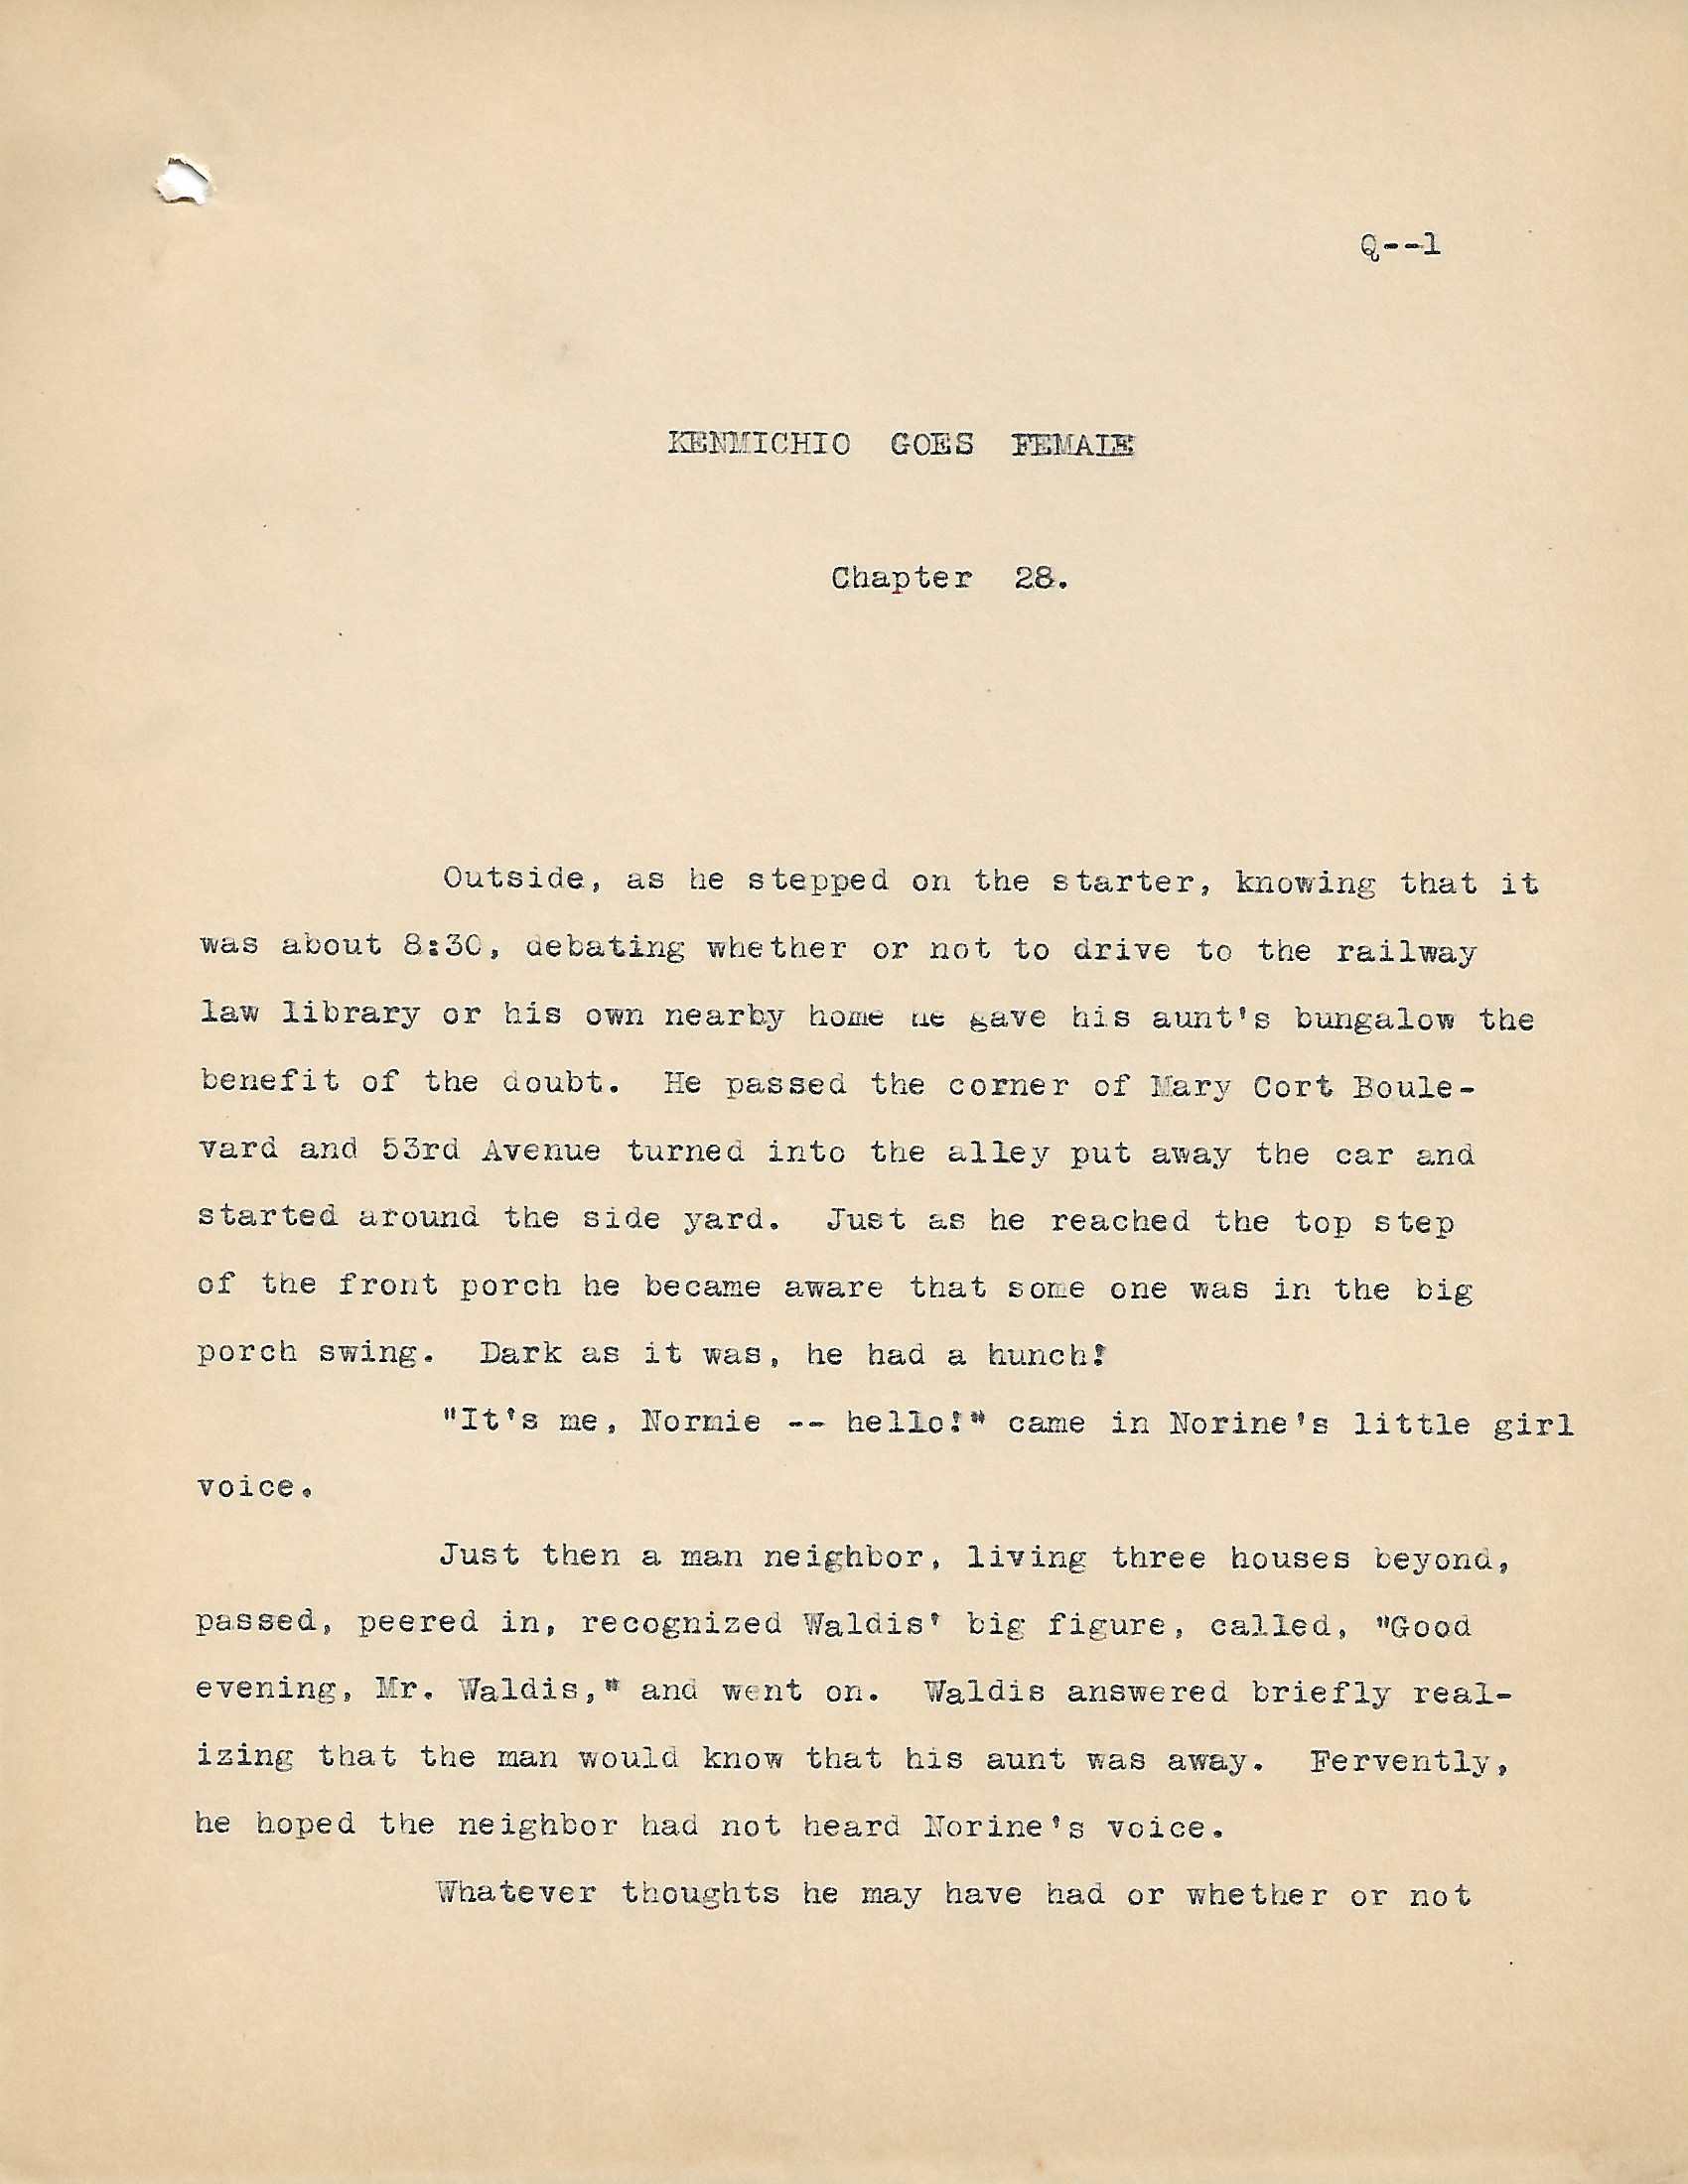 Q--1
KENMICHIO GOES FEMALE
Chapter 28.
Outside, as he stepped on the starter, knowing that it
was about 8:30, debating whether or not to drive to the railway
law library or his own nearby home he gave his aunt's bungalow the
benefit of the doubt. He passed the corner of Mary Cort Boule-
vard and 53rd Avenue turned into the alley put away the car and
started around the side yard. Just as he reached the top step
of the front porch he became aware that some one was in the big
porch swing. Dark as it was, he had a hunch!
"It's me, Normie -- hello!" came in Norine's little girl
voice.
Just then a man neighbor, living three houses beyond,
passed, peered in, recognized Waldis' big figure, called, "Good
evening, Mr. Waldis," and went on. Waldis answered briefly real-
izing that the man would know that his aunt was away. Fervently,
he hoped the neighbor had not heard Norine's voice.
Whatever thoughts he may have had or whether or not